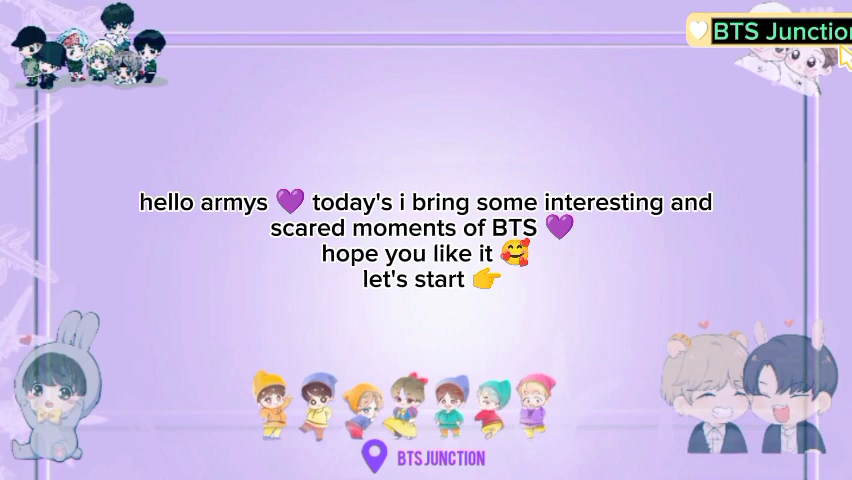 BTS Junction
hello armys 💜 today's i bring some interesting and
scared moments of BTS 💜
hope you like it 🥰
let's start 👉
BTS JUNCTION